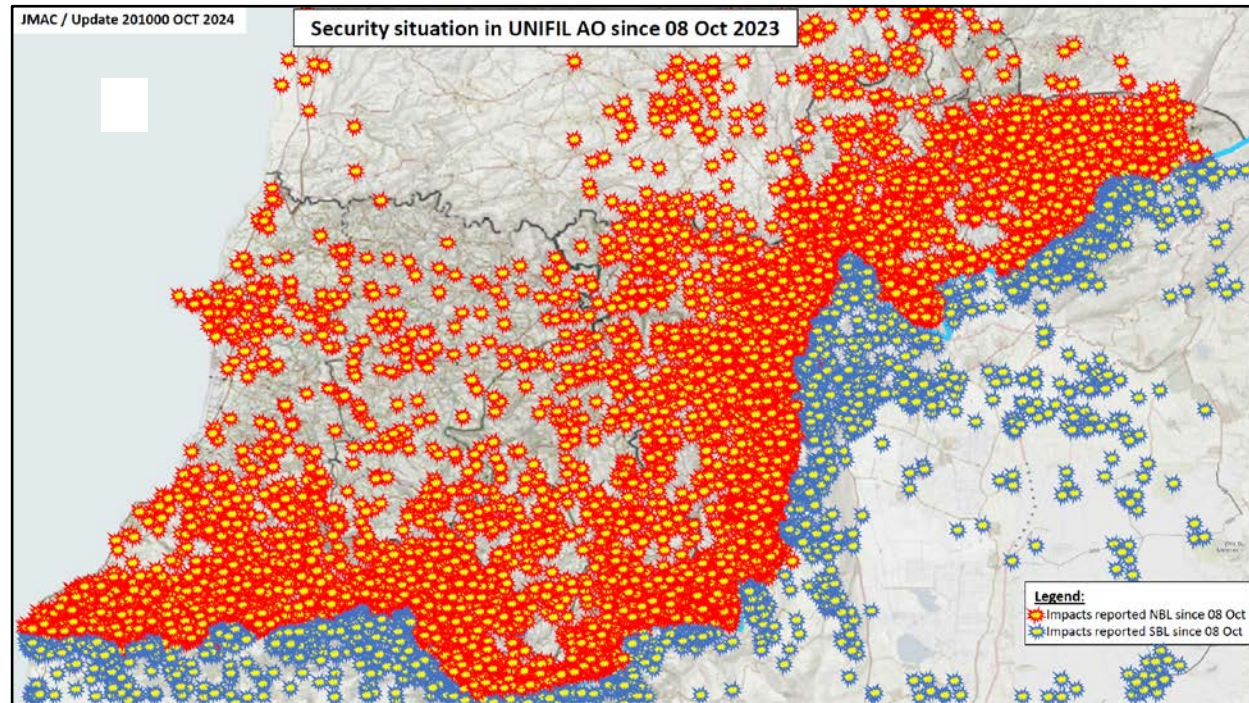 JMAC / Update 201000 OCT 2024
Security situation in UNIFIL AO since 08 Oct 2023
Legend:
Impacts reported NBL since 08 Oct
Impacts reported SBL since 08 Oct